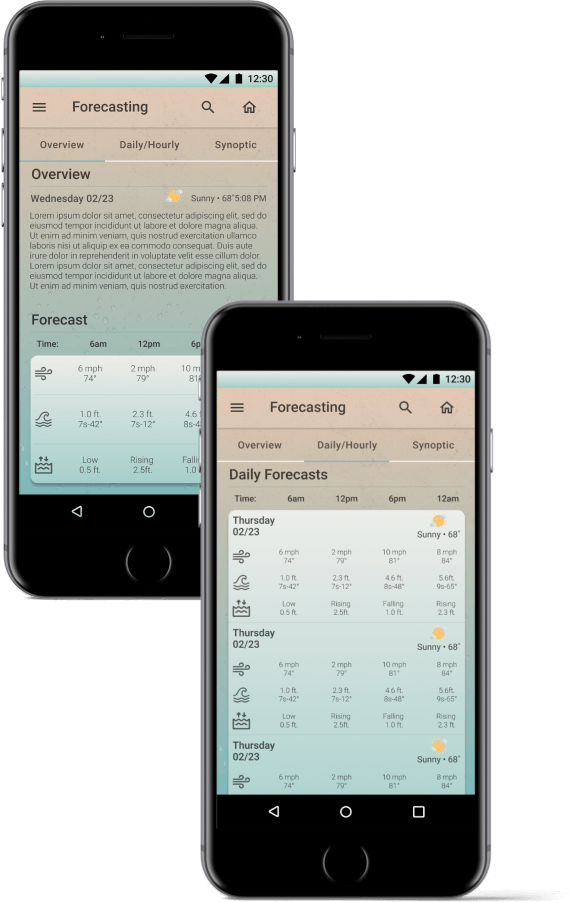 12:30
Forecasting
Overview Daily/Hourly Synoptic
Overview
Wednesday 02/23 Sunny • 68°5:08 PM
Lorem ipsum dolor sit amet, consectetur adipiscing elit, sed do
eiusmod tempor incididunt ut labore et dolore magna aliqua.
Ut enim ad minim veniam, quis nostrud exercitation ullamco
laboris nisi ut aliquip ex ea commodo consequat. Duis aute
irure dolor in reprehenderit in voluptate velit esse cillum dolor.
Lorem ipsum dolor sit amet, consectetur adipiscing elit, sed do
eiusmod tempor incididunt ut labore et dolore magna aliqua.
Ut enim ad minim veniam, quis nostrud exercitation.
Forecast
Time: 6am 12pm 6p
6 mph 2 mph 10 m
74° 79° 81°
1.0 ft. 2.3 ft. 4.6
7s-42° 7s-12° 8s-4
Low Rising Falli
0.5 ft. 2.5ft. 1.0
12:30
Forecasting
Overview Daily/Hourly Synoptic
Daily Forecasts
Time: 6am 12pm 6pm 12am
Thursday
02/23 Sunny • 68°
6 mph 2 mph 10 mph 8 mph
74° 79° 81° 84°
1.0 ft. 2.3 ft. 4.6 ft. 5.6ft.
7s-42° 7s-12° 8s-48° 9s-65°
Low Rising Falling Rising
0.5 ft. 2.5ft. 1.0 ft. 2.3 ft.
Thursday
02/23 Sunny • 68°
6 mph 2 mph 10 mph 8 mph
74° 79° 81° 84°
1.0 ft. 2.3 ft. 4.6 ft. 5.6ft.
7s-42° 7s-12° 8s-48° 9s-65°
Low Rising Falling Rising
0.5 ft. 2.5ft. 1.0 ft. 2.3 ft.
Thursday
02/23 Sunny • 68°
6 mph 2 mph 10 mph 8 mph
74° 79° 81° 84°